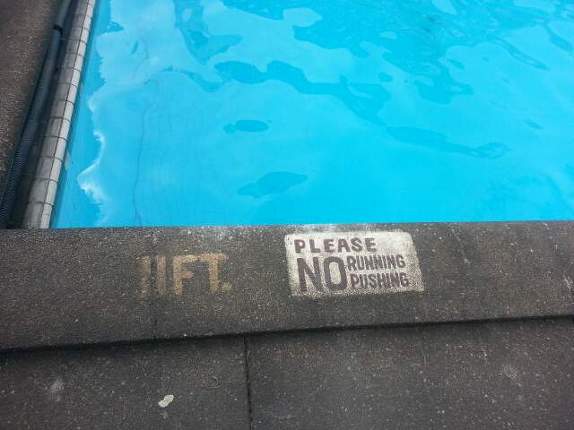 11FT.
PLEASE
NO RUNNING
PUSHING